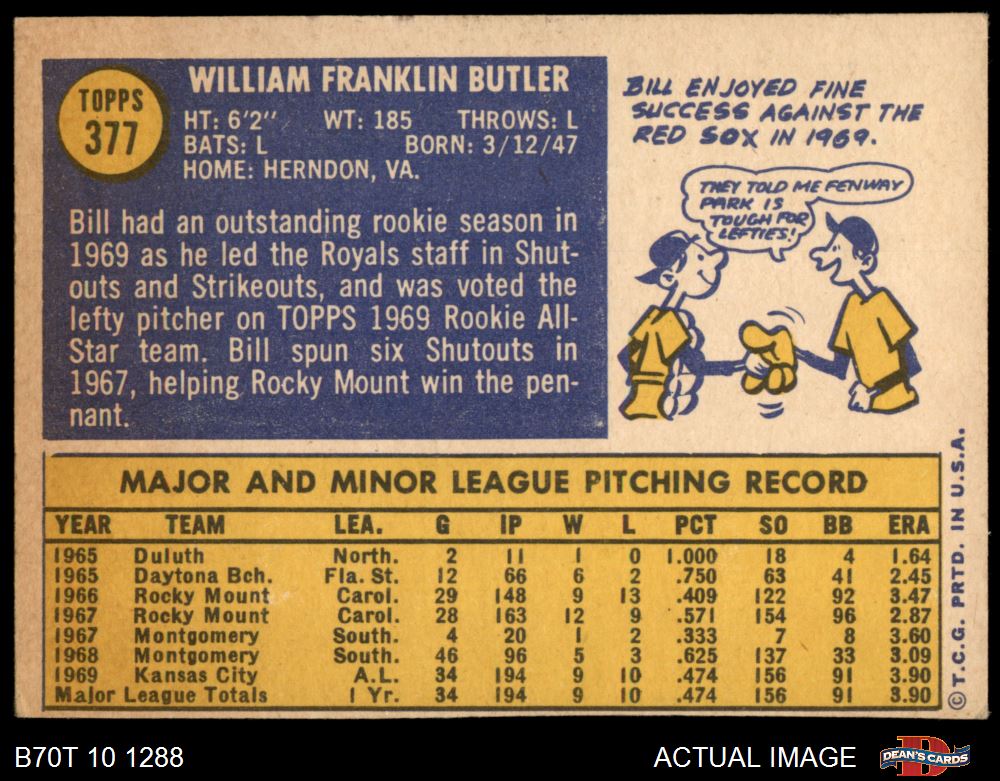 TOPPS
377
WILLIAM FRANKLIN BUTLER
HT: 6'2" WT: 185 THROWS: L
BATS: L BORN: 3/12/47
HOME: HERNDON, VA.
Bill had an outstanding rookie season in
1969 as he led the Royals staff in Shut-
outs and Strikeouts, and was voted the
lefty pitcher on TOPPS 1969 Rookie All-
Star team. Bill spun six Shutouts in
1967, helping Rocky Mount win the pen-
nant.
BILL ENJOYED FINE
SUCCESS AGAINST THE
RED SOX IN 1969.
THEY TOLD ME FENWAY
PARK IS
TOUGH FOR
LEFTIES!
MAJOR AND MINOR LEAGUE PITCHING RECORD
YEAR TEAM LEA. G IP W L PCT SO BB ERA
1965 Duluth North. 2 11 1 0 1.000 18 4 1.64
1965 Daytona Bch. Fla. St. 12 66 6 2 .750 63 41 2.45
1966 Rocky Mount Carol. 29 148 9 13 .409 122 92 3.47
1967 Rocky Mount Carol. 28 163 12 9 .571 154 96 2.87
1967 Montgomery South. 4 20 1 2 .333 7 8 3.60
1968 Montgomery South. 46 96 5 3 .625 137 33 3.09
1969 Kansas City A.L. 34 194 9 10 .474 156 91 3.90
Major League Totals 1 Yr. 34 194 9 10 .474 156 91 3.90
© T.C.G. PRTD. IN U.S.A.
B70T 10 1288
ACTUAL IMAGE
DEAN'S CARDS